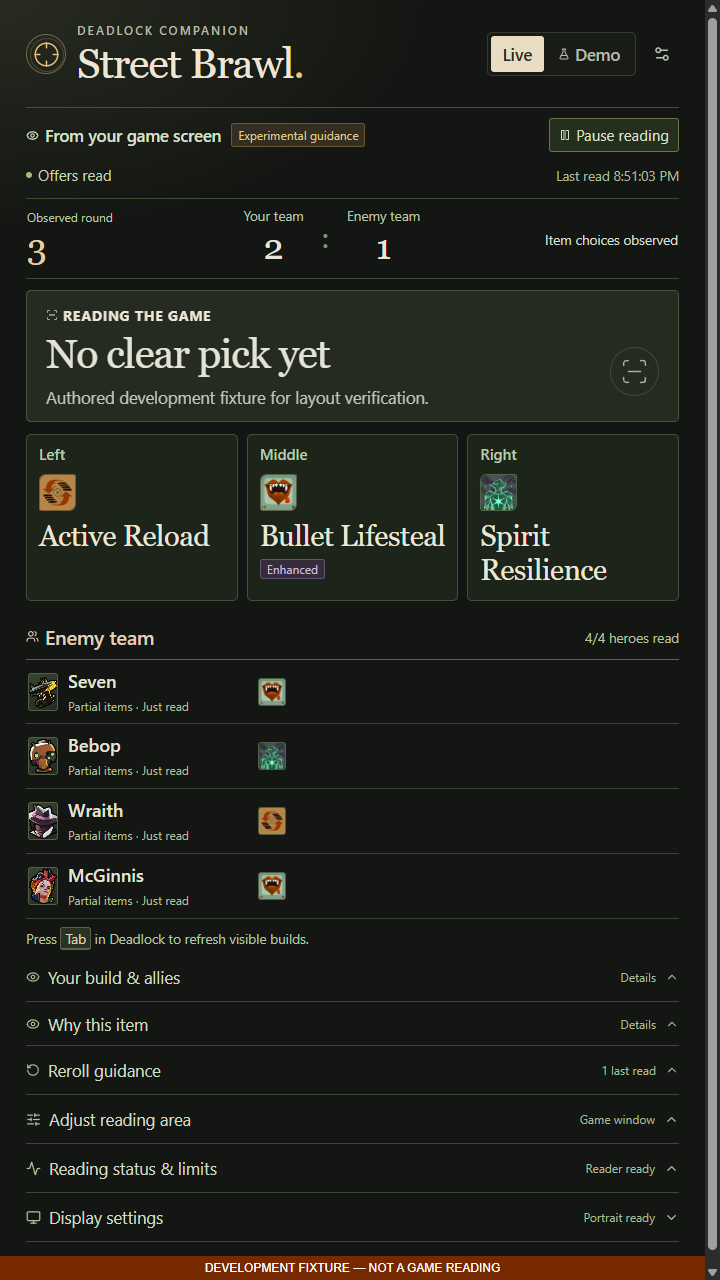 DEADLOCK COMPANION
Street Brawl.
Live
Demo
From your game screen
Experimental guidance
Pause reading
Offers read
Last read 8:51:03 PM
Observed round
Your team
Enemy team
3
2
:
1
Item choices observed
READING THE GAME
No clear pick yet
Authored development fixture for layout verification.
Left
Active Reload
Middle
Bullet Lifesteal
Enhanced
Right
Spirit
Resilience
Enemy team
4/4 heroes read
Seven
Partial items · Just read
Bebop
Partial items · Just read
Wraith
Partial items · Just read
McGinnis
Partial items · Just read
Press Tab in Deadlock to refresh visible builds.
Your build & allies
Details
Why this item
Details
Reroll guidance
1 last read
Adjust reading area
Game window
Reading status & limits
Reader ready
Display settings
Portrait ready
DEVELOPMENT FIXTURE — NOT A GAME READING